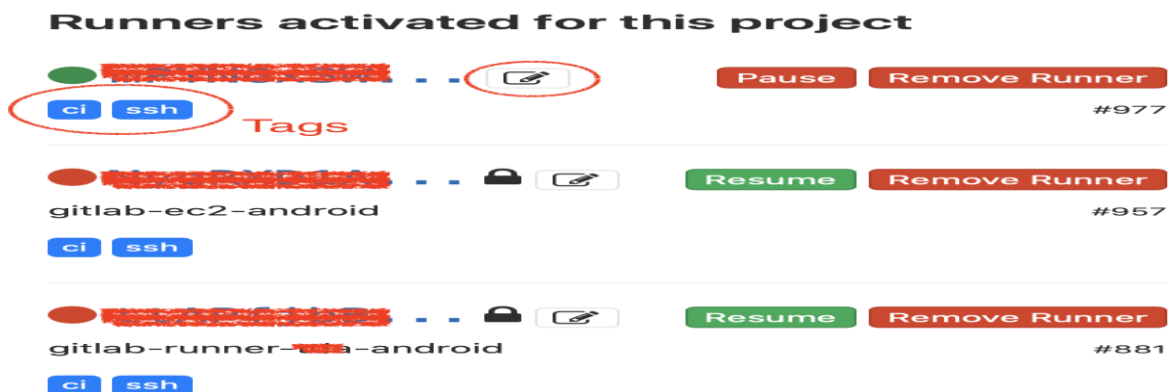 Runners activated for this project
Pause Remove Runner
ci ssh
Tags
#977
Resume Remove Runner
gitlab-ec2-android
#957
ci ssh
Resume Remove Runner
gitlab-runner- a-android
#881
ci ssh